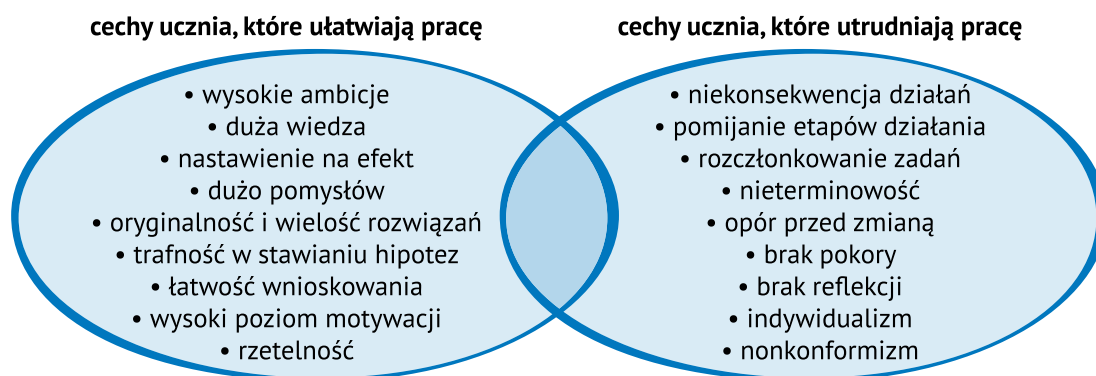 cechy ucznia, które ułatwiają pracę
• wysokie ambicje
• duża wiedza
• nastawienie na efekt
• dużo pomysłów
• oryginalność i wielość rozwiązań
• trafność w stawianiu hipotez
• łatwość wnioskowania
• wysoki poziom motywacji
• rzetelność
cechy ucznia, które utrudniają pracę
• niekonsekwencja działań
• pomijanie etapów działania
• rozczłonkowanie zadań
• nieterminowość
• opór przed zmianą
• brak pokory
• brak refleksji
• indywidualizm
• nonkonformizm